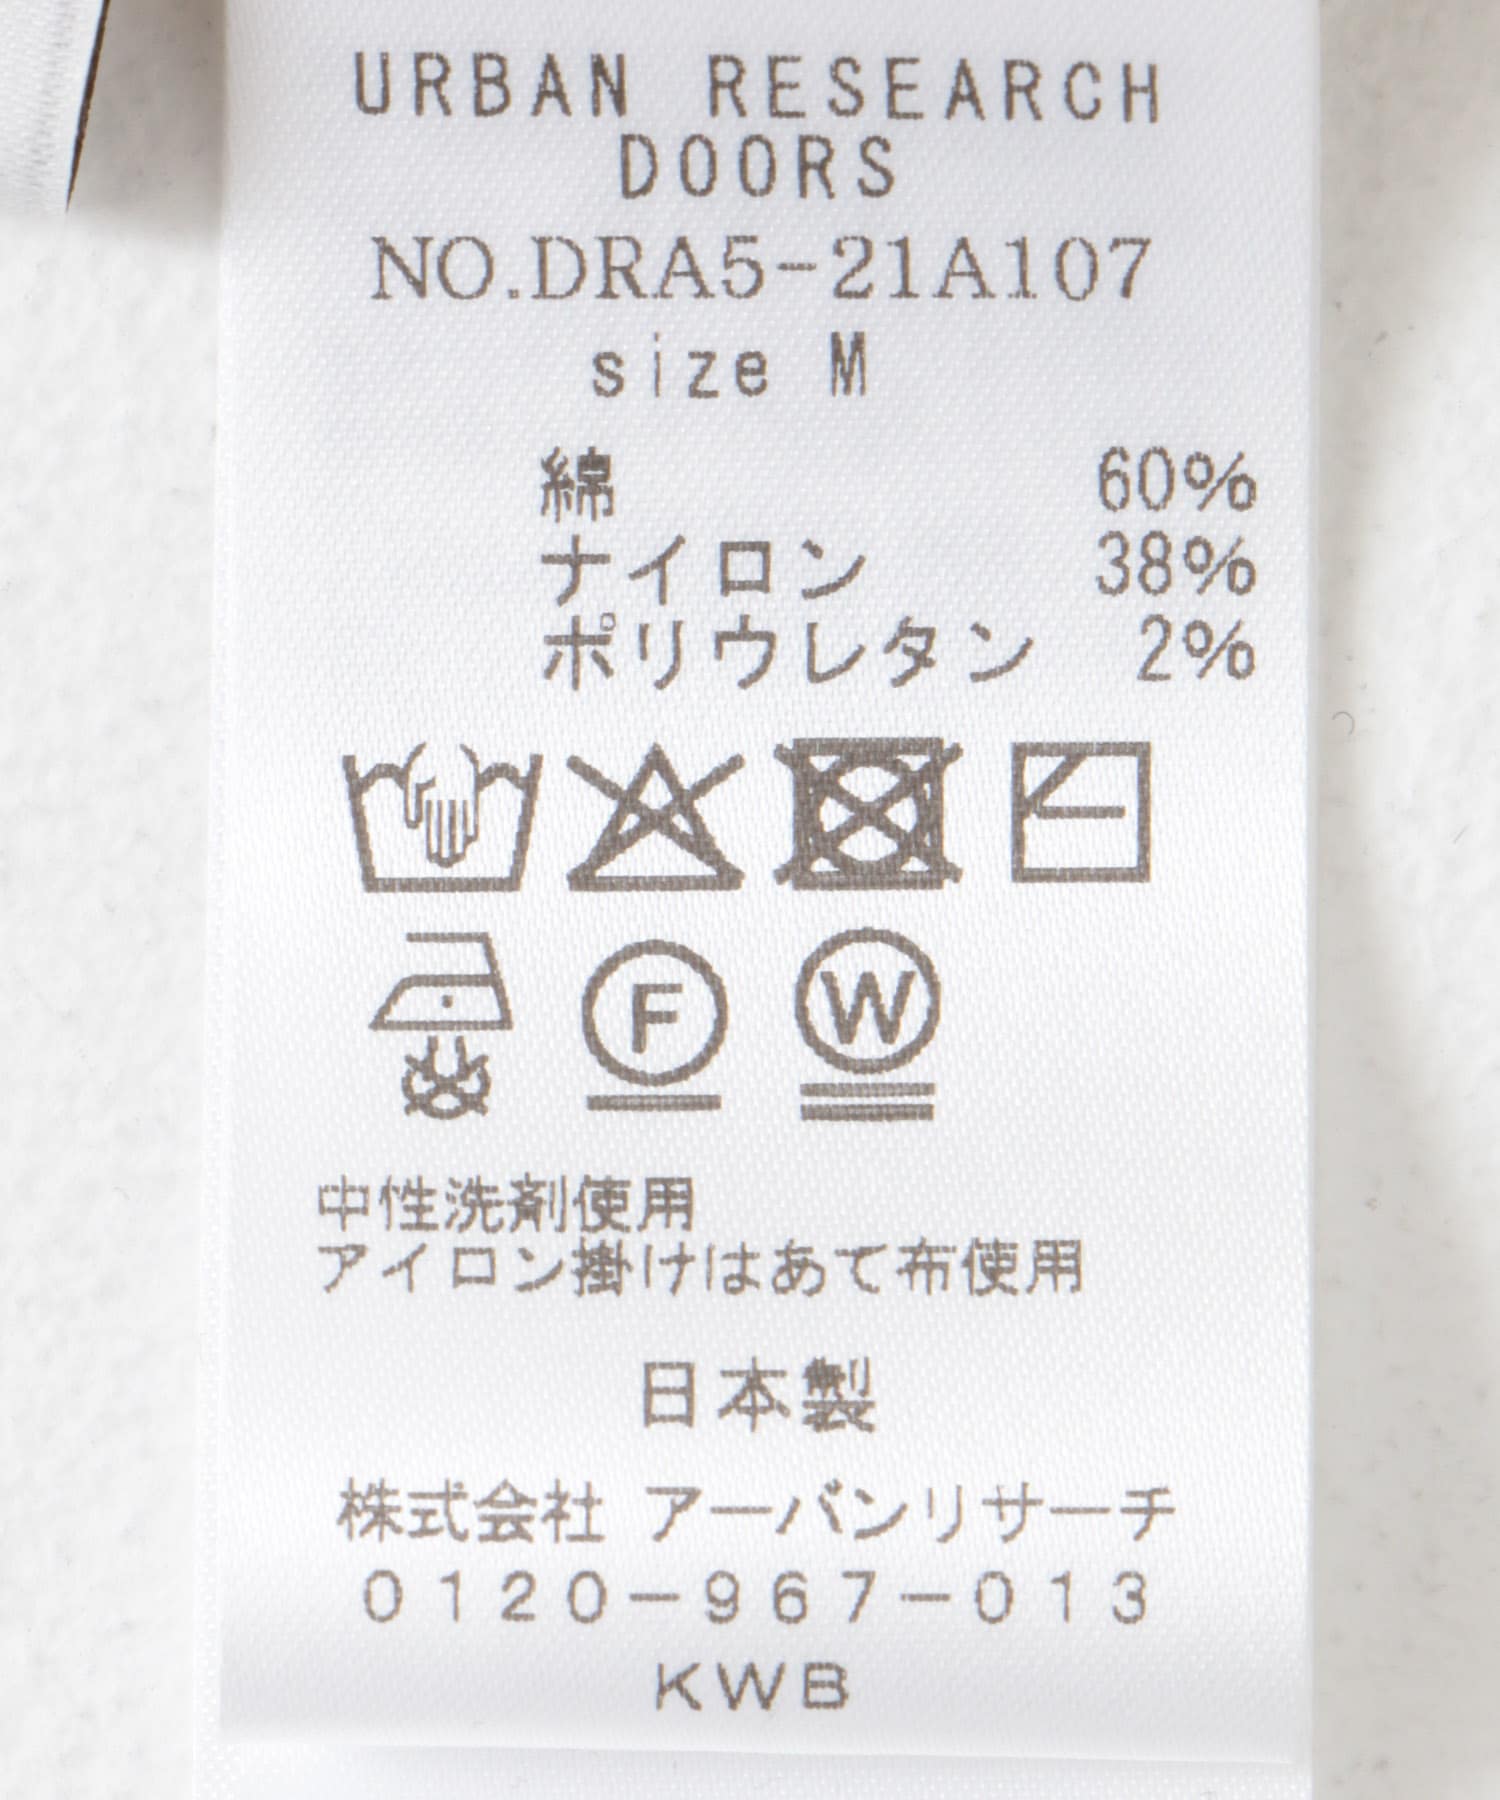 URBAN RESEARCH
DOORS
NO.DRA5-21A107
size M
綿 60%
ナイロン 38%
ポリウレタン 2%
F W
中性洗剤使用
アイロン掛けはあて布使用
日本製
株式会社 アーバンリサーチ
0120-967-013
KWB